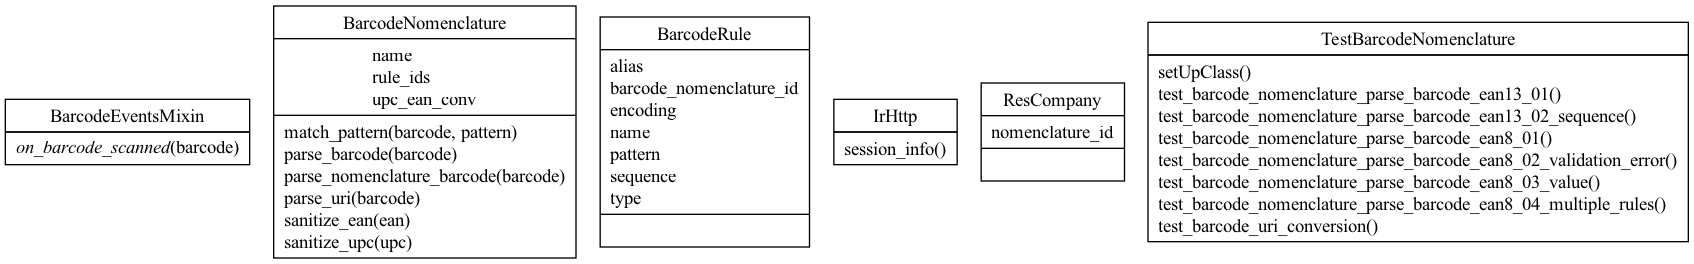 BarcodeEventsMixin
on_barcode_scanned(barcode)
BarcodeNomenclature
name
rule_ids
upc_ean_conv
match_pattern(barcode, pattern)
parse_barcode(barcode)
parse_nomenclature_barcode(barcode)
parse_uri(barcode)
sanitize_ean(ean)
sanitize_upc(upc)
BarcodeRule
alias
barcode_nomenclature_id
encoding
name
pattern
sequence
type
IrHttp
session_info()
ResCompany
nomenclature_id
TestBarcodeNomenclature
setUpClass()
test_barcode_nomenclature_parse_barcode_ean13_01()
test_barcode_nomenclature_parse_barcode_ean13_02_sequence()
test_barcode_nomenclature_parse_barcode_ean8_01()
test_barcode_nomenclature_parse_barcode_ean8_02_validation_error()
test_barcode_nomenclature_parse_barcode_ean8_03_value()
test_barcode_nomenclature_parse_barcode_ean8_04_multiple_rules()
test_barcode_uri_conversion()